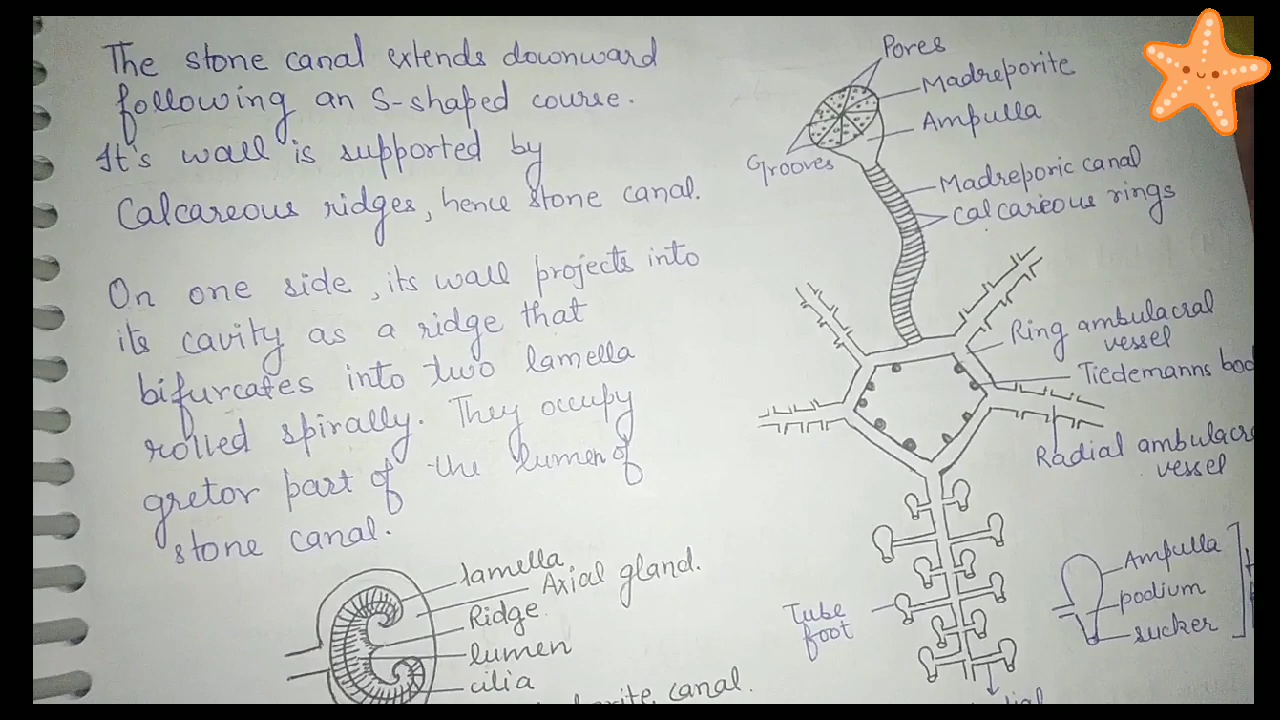 The stone canal extends downward
following an S-shaped course.
It's wall is supported by
Calcareous ridges, hence stone canal.
On one side, its wall projects into
its cavity as a ridge that
bifurcates into two lamella
rolled spirally. They occupy
gretor part of the lumen of
stone canal.
lamella
Axial gland.
Ridge
lumen
cilia
canal.
Pores
Madreporite
Ampulla
Grooves
Madreporic canal
Calcareous rings
Ring ambulacral
vessel
Tiedemanns bod
Radial ambulacra
vessel
Tube
foot
Ampulla
podium
sucker